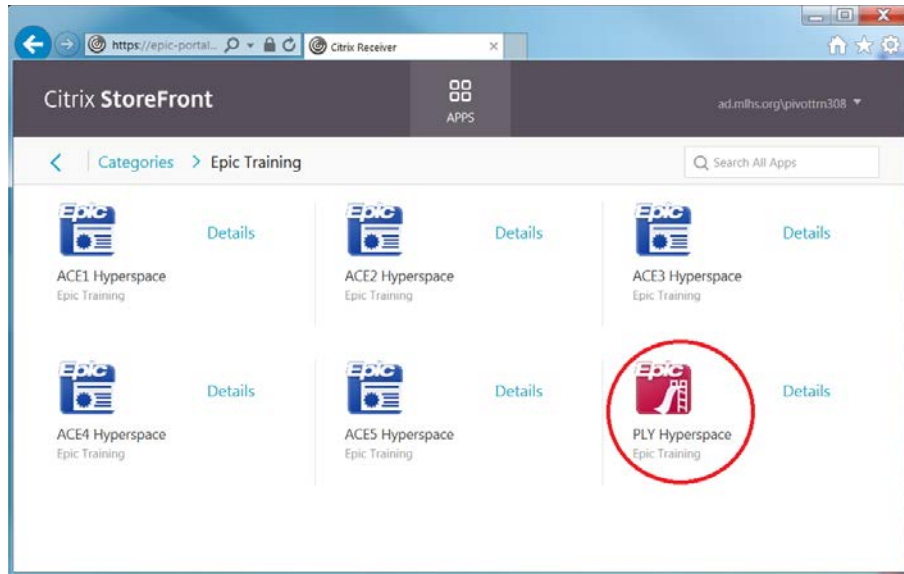 https://epic-portal...
Citrix Receiver
Citrix StoreFront
APPS
ad.mlhs.org\pivottrn308
Categories > Epic Training
Search All Apps
Epic
Details
ACE1 Hyperspace
Epic Training
Epic
Details
ACE2 Hyperspace
Epic Training
Epic
Details
ACE3 Hyperspace
Epic Training
Epic
Details
ACE4 Hyperspace
Epic Training
Epic
Details
ACE5 Hyperspace
Epic Training
Epic
Details
PLY Hyperspace
Epic Training